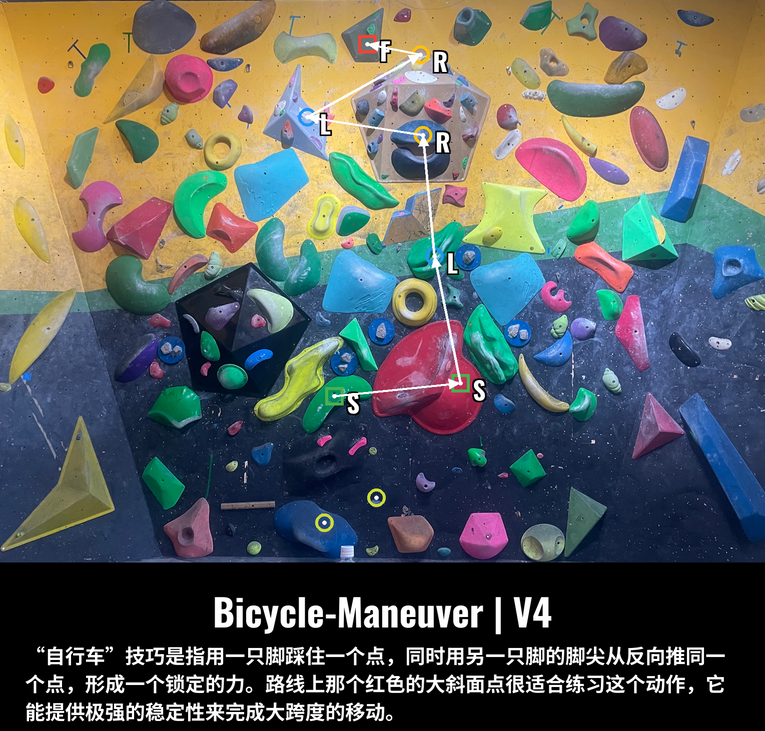 F
R
L
R
L
S
S
Bicycle-Maneuver | V4
“自行车”技巧是指用一只脚踩住一个点，同时用另一只脚的脚尖从反向推同一
个点，形成一个锁定的力。路线上那个红色的大斜面点很适合练习这个动作，它
能提供极强的稳定性来完成大跨度的移动。